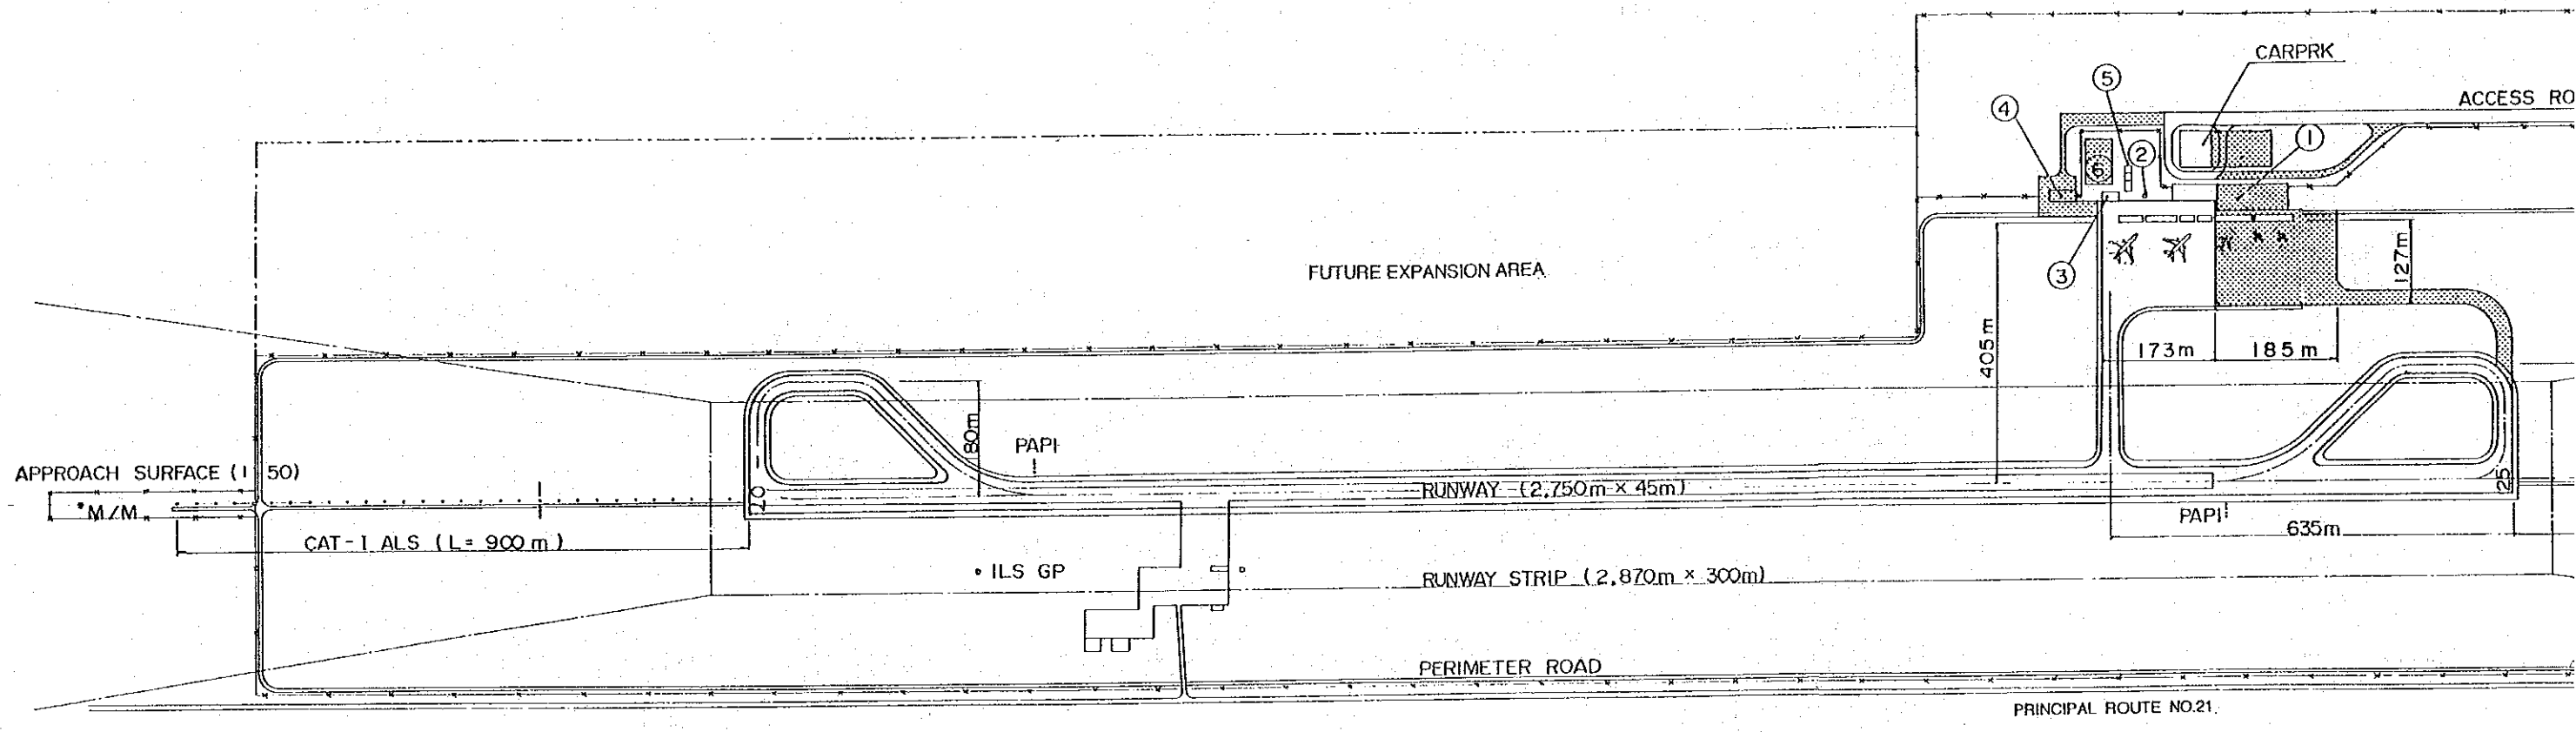 CARPRK
⑤
④
ACCESS RO
①
②
6
③
127m
FUTURE EXPANSION AREA
405m
173m
185m
PAPI
APPROACH SURFACE (1 50)
M/M
RUNWAY (2,750m × 45m)
25
PAPI
635m
CAT-I ALS (L= 900m)
ILS GP
RUNWAY STRIP (2,870m × 300m)
PERIMETER ROAD
PRINCIPAL ROUTE NO.21.